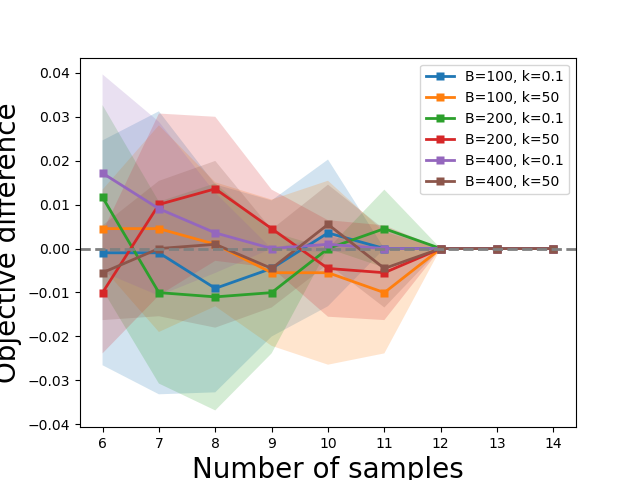 Objective difference
0.04
0.03
0.02
0.01
0.00
−0.01
−0.02
−0.03
−0.04
B=100, k=0.1
B=100, k=50
B=200, k=0.1
B=200, k=50
B=400, k=0.1
B=400, k=50
6 7 8 9 10 11 12 13 14
Number of samples